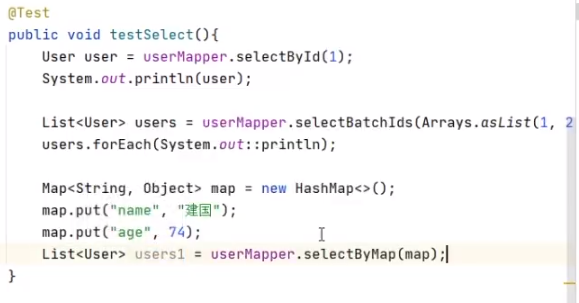 @Test
public void testSelect(){
User user = userMapper.selectById(1);
System.out.println(user);
List<User> users = userMapper.selectBatchIds(Arrays.asList(1, 2
users.forEach(System.out::println);
Map<String, Object> map = new HashMap<>();
map.put("name", "建国");
map.put("age", 74);
List<User> users1 = userMapper.selectByMap(map);
}